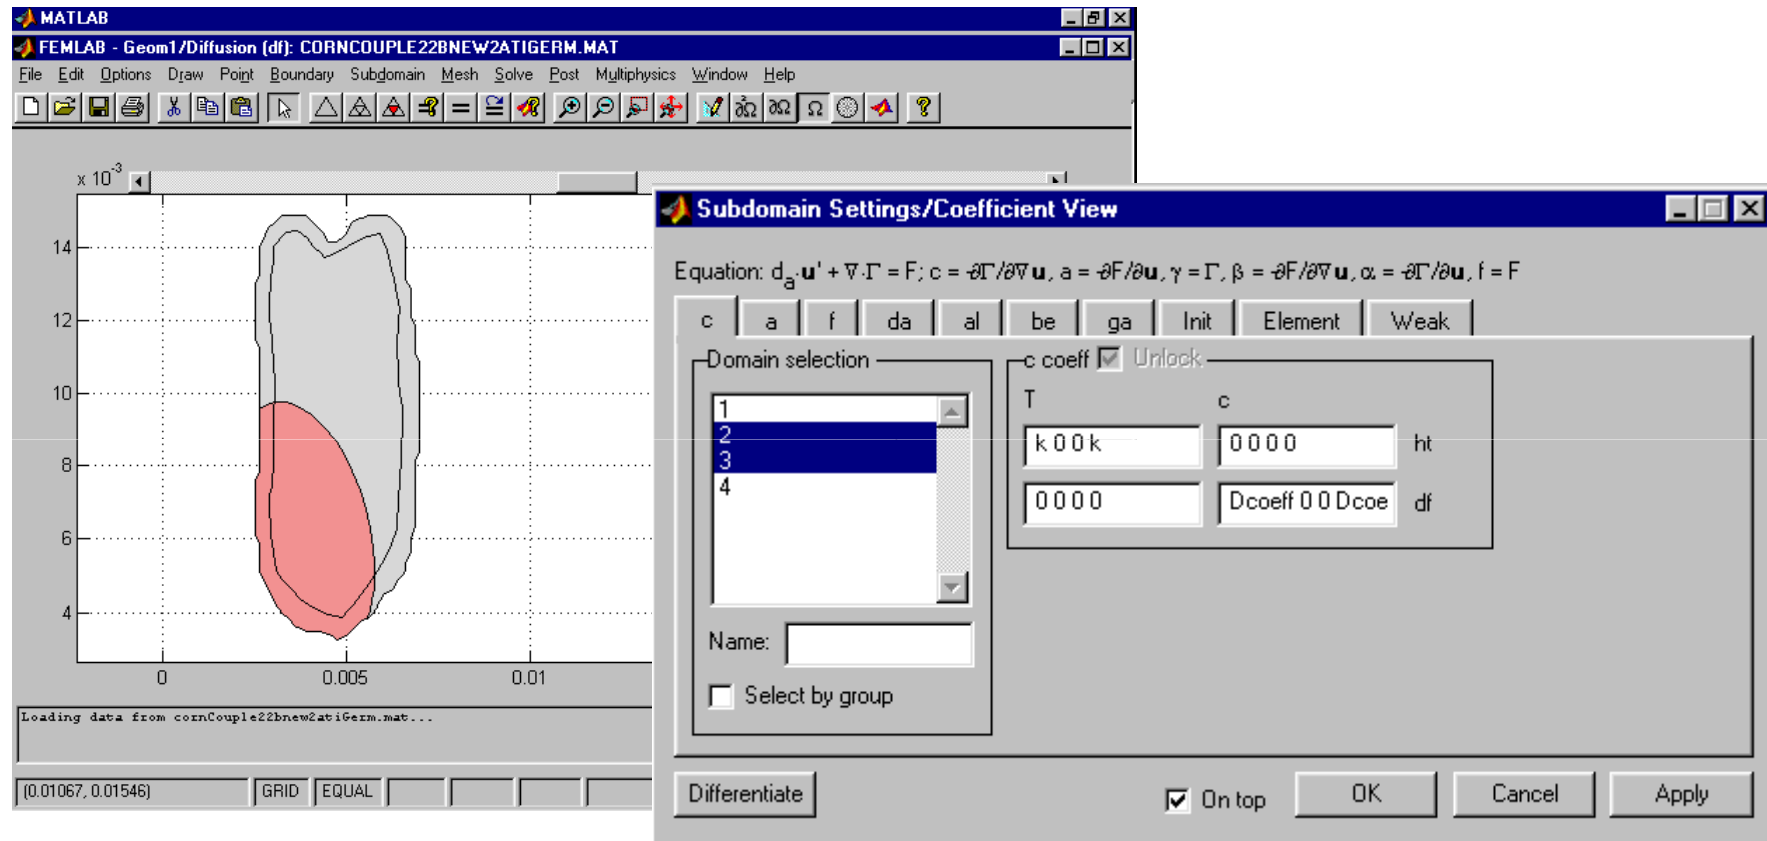 MATLAB
FEMLAB - Geom1/Diffusion (df): CORNCOUPLE22BNEW2ATIGERM.MAT
File Edit Options Draw Point Boundary Subdomain Mesh Solve Post Multiphysics Window Help
x 10-3
14
12
10
8
6
4
0 0.005 0.01
Loading data from cornCouple22bnew2atiGerm.mat...
(0.01067, 0.01546) GRID EQUAL
Subdomain Settings/Coefficient View
Equation: da·u' + ∇·Γ = F; c = -∂Γ/∂∇u, a = -∂F/∂u, γ = Γ, β = -∂F/∂∇u, α = -∂Γ/∂u, f = F
c a f da al be ga Init Element Weak
Domain selection
1
2
3
4
Name:
Select by group
c coeff Unlock
T c
k 0 0 k 0 0 0 0 ht
0 0 0 0 Dcoeff 0 0 Dcoe df
Differentiate On top OK Cancel Apply